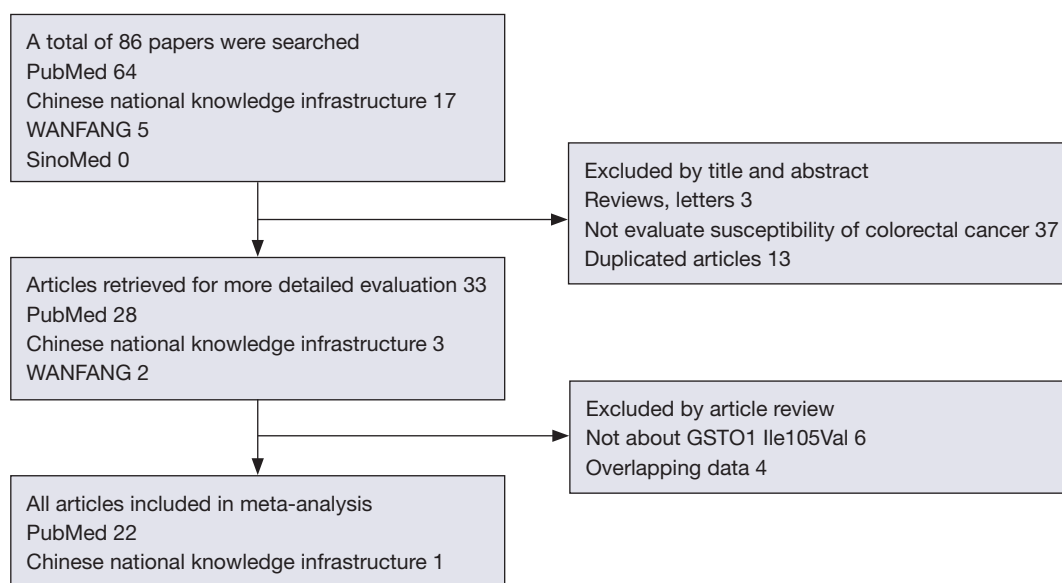 A total of 86 papers were searched
PubMed 64
Chinese national knowledge infrastructure 17
WANFANG 5
SinoMed 0
Excluded by title and abstract
Reviews, letters 3
Not evaluate susceptibility of colorectal cancer 37
Duplicated articles 13
Articles retrieved for more detailed evaluation 33
PubMed 28
Chinese national knowledge infrastructure 3
WANFANG 2
Excluded by article review
Not about GSTO1 Ile105Val 6
Overlapping data 4
All articles included in meta-analysis
PubMed 22
Chinese national knowledge infrastructure 1